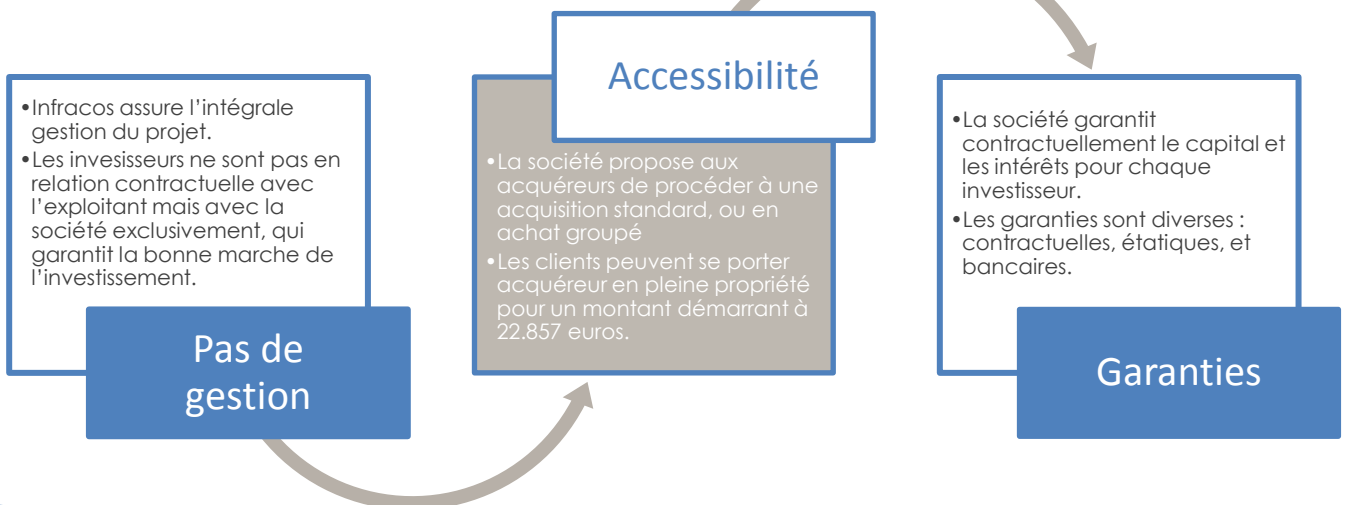 •Infracos assure l’intégrale
gestion du projet.
•Les invesisseurs ne sont pas en
relation contractuelle avec
l’exploitant mais avec la
société exclusivement, qui
garantit la bonne marche de
l’investissement.
Pas de
gestion
Accessibilité
•La société propose aux
acquéreurs de procéder à une
acquisition standard, ou en
achat groupé
•Les clients peuvent se porter
acquéreur en pleine propriété
pour un montant démarrant à
22.857 euros.
•La société garantit
contractuellement le capital et
les intérêts pour chaque
investisseur.
•Les garanties sont diverses :
contractuelles, étatiques, et
bancaires.
Garanties